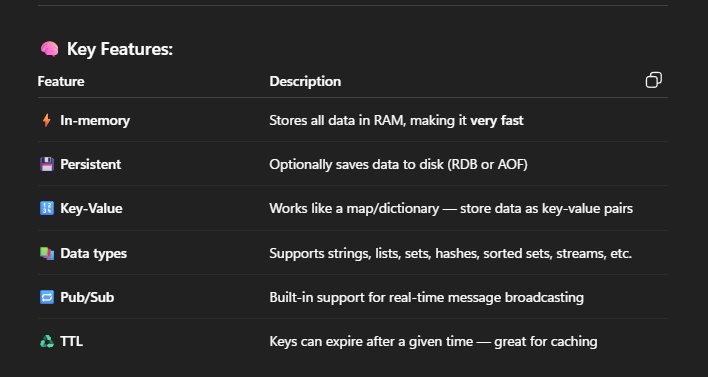 🧠 Key Features:
Feature Description
⚡ In-memory Stores all data in RAM, making it very fast
💾 Persistent Optionally saves data to disk (RDB or AOF)
🔢 Key-Value Works like a map/dictionary — store data as key-value pairs
📚 Data types Supports strings, lists, sets, hashes, sorted sets, streams, etc.
🔁 Pub/Sub Built-in support for real-time message broadcasting
♻️ TTL Keys can expire after a given time — great for caching